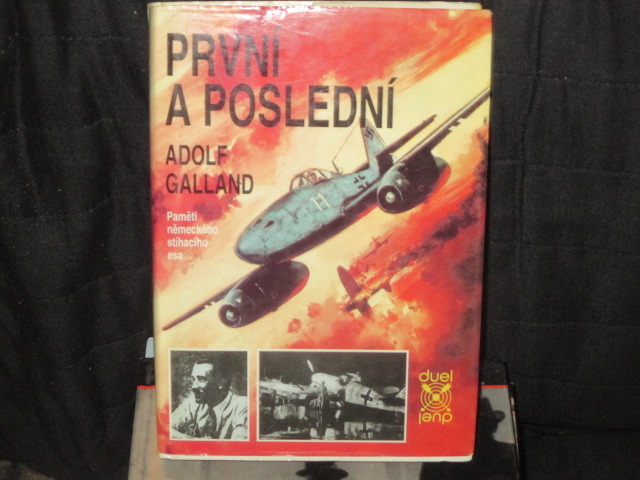 PRVNÍ
A POSLEDNÍ
ADOLF
GALLAND
Paměti
německého
stíhacího
esa
duel
duel